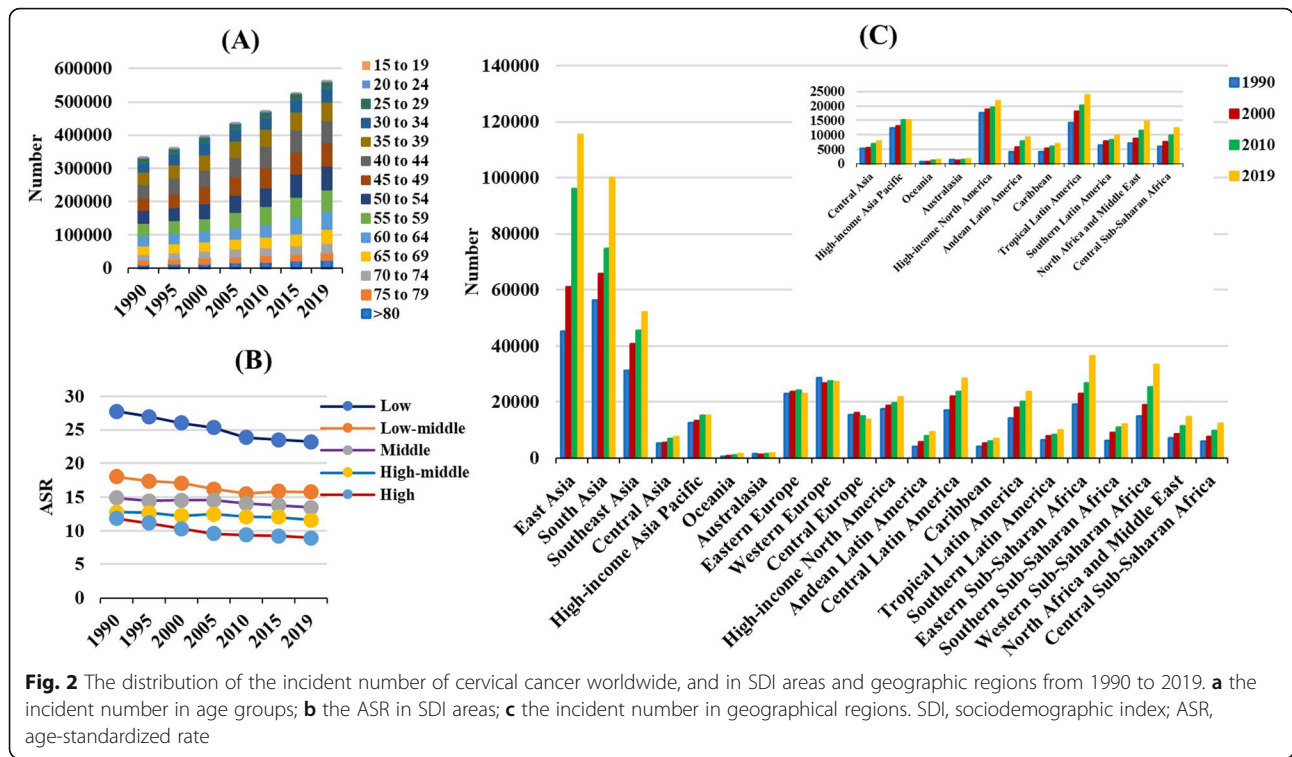 (A)
600000
500000
400000
300000
200000
100000
0
Number
1990
1995
2000
2005
2010
2015
2019
15 to 19
20 to 24
25 to 29
30 to 34
35 to 39
40 to 44
45 to 49
50 to 54
55 to 59
60 to 64
65 to 69
70 to 74
75 to 79
>80
(B)
30
25
20
15
10
5
0
ASR
1990
1995
2000
2005
2010
2015
2019
Low
Low-middle
Middle
High-middle
High
(C)
140000
120000
100000
80000
60000
40000
20000
0
Number
East Asia
South Asia
Southeast Asia
Central Asia
High-income Asia Pacific
Oceania
Australasia
Eastern Europe
Western Europe
Central Europe
High-income North America
Andean Latin America
Central Latin America
Caribbean
Tropical Latin America
Southern Latin America
Eastern Sub-Saharan Africa
Southern Sub-Saharan Africa
Western Sub-Saharan Africa
North Africa and Middle East
Central Sub-Saharan Africa
25000
20000
15000
10000
5000
0
Central Asia
High-income Asia Pacific
Oceania
Australasia
High-income North America
Andean Latin America
Caribbean
Tropical Latin America
Southern Latin America
North Africa and Middle East
Central Sub-Saharan Africa
1990
2000
2010
2019
Fig. 2 The distribution of the incident number of cervical cancer worldwide, and in SDI areas and geographic regions from 1990 to 2019. a the
incident number in age groups; b the ASR in SDI areas; c the incident number in geographical regions. SDI, sociodemographic index; ASR,
age-standardized rate